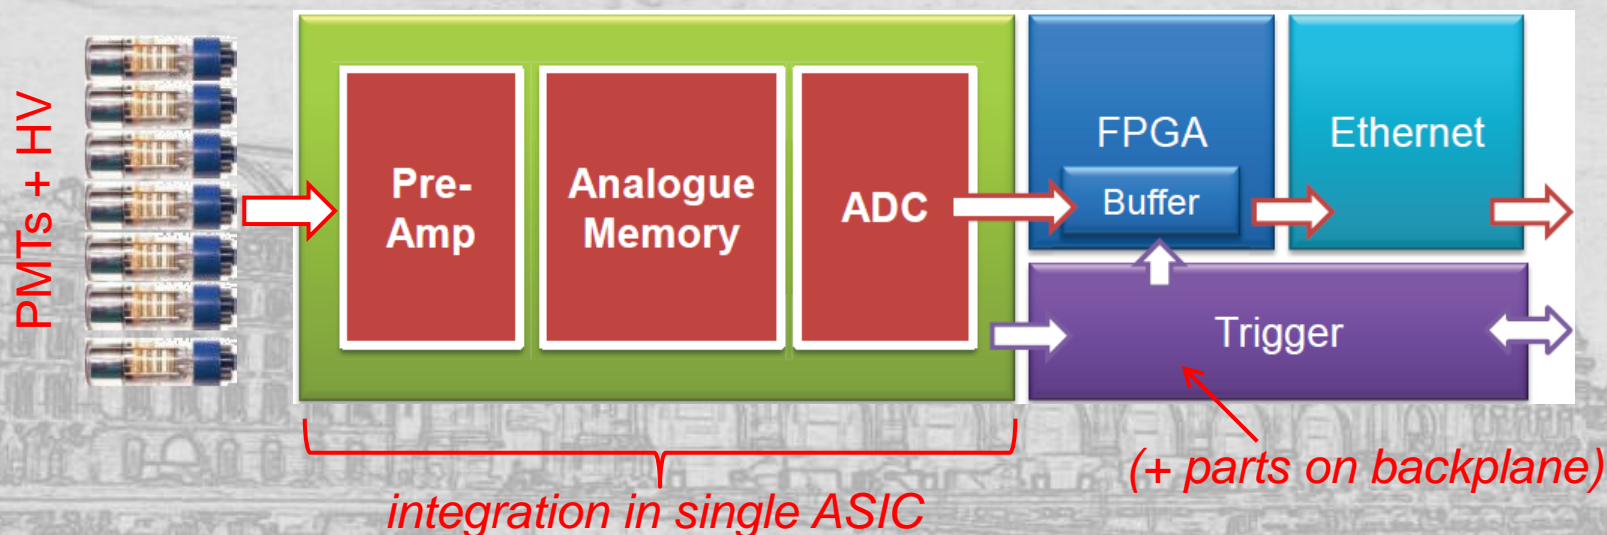 PMTs + HV
Pre-
Amp
Analogue
Memory
ADC
FPGA
Buffer
Ethernet
Trigger
(+ parts on backplane)
integration in single ASIC